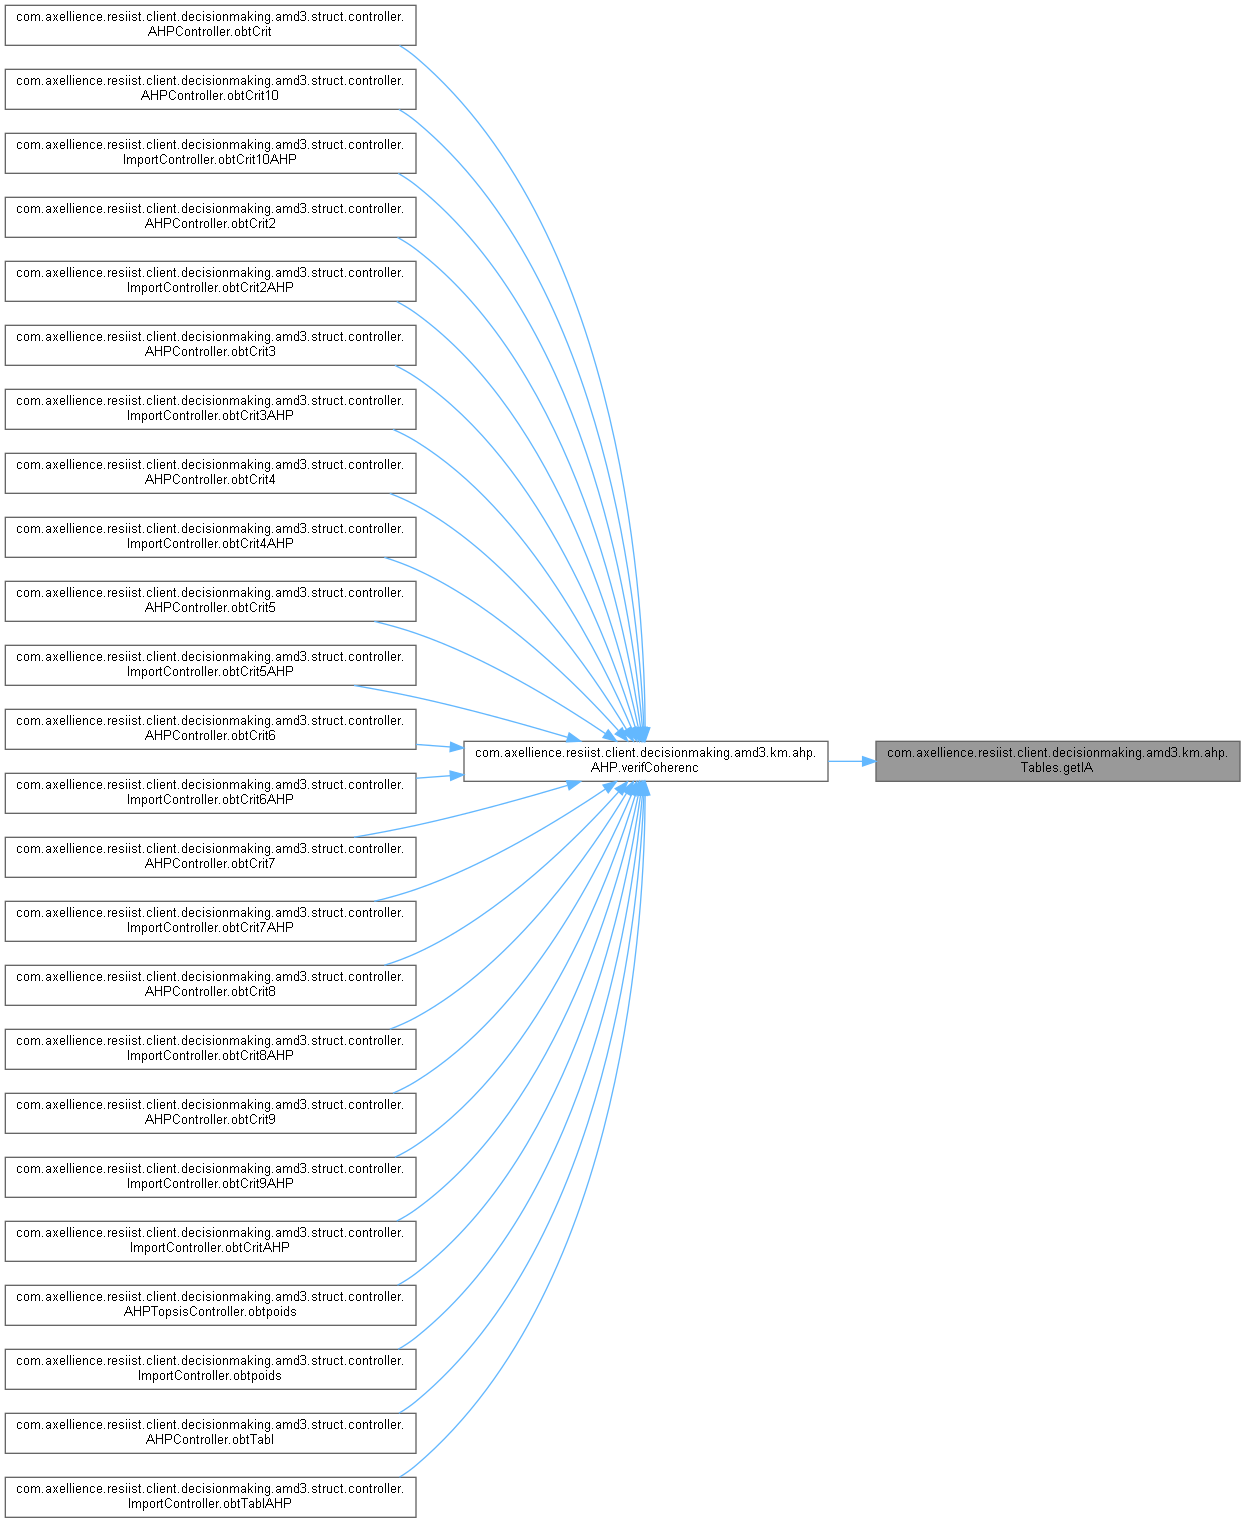 com.axellience.resiist.client.decisionmaking.amd3.struct.controller.
AHPController.obtCrit
com.axellience.resiist.client.decisionmaking.amd3.struct.controller.
AHPController.obtCrit10
com.axellience.resiist.client.decisionmaking.amd3.struct.controller.
ImportController.obtCrit10AHP
com.axellience.resiist.client.decisionmaking.amd3.struct.controller.
AHPController.obtCrit2
com.axellience.resiist.client.decisionmaking.amd3.struct.controller.
ImportController.obtCrit2AHP
com.axellience.resiist.client.decisionmaking.amd3.struct.controller.
AHPController.obtCrit3
com.axellience.resiist.client.decisionmaking.amd3.struct.controller.
ImportController.obtCrit3AHP
com.axellience.resiist.client.decisionmaking.amd3.struct.controller.
AHPController.obtCrit4
com.axellience.resiist.client.decisionmaking.amd3.struct.controller.
ImportController.obtCrit4AHP
com.axellience.resiist.client.decisionmaking.amd3.struct.controller.
AHPController.obtCrit5
com.axellience.resiist.client.decisionmaking.amd3.struct.controller.
ImportController.obtCrit5AHP
com.axellience.resiist.client.decisionmaking.amd3.struct.controller.
AHPController.obtCrit6
com.axellience.resiist.client.decisionmaking.amd3.struct.controller.
ImportController.obtCrit6AHP
com.axellience.resiist.client.decisionmaking.amd3.struct.controller.
AHPController.obtCrit7
com.axellience.resiist.client.decisionmaking.amd3.struct.controller.
ImportController.obtCrit7AHP
com.axellience.resiist.client.decisionmaking.amd3.struct.controller.
AHPController.obtCrit8
com.axellience.resiist.client.decisionmaking.amd3.struct.controller.
ImportController.obtCrit8AHP
com.axellience.resiist.client.decisionmaking.amd3.struct.controller.
AHPController.obtCrit9
com.axellience.resiist.client.decisionmaking.amd3.struct.controller.
ImportController.obtCrit9AHP
com.axellience.resiist.client.decisionmaking.amd3.struct.controller.
ImportController.obtCritAHP
com.axellience.resiist.client.decisionmaking.amd3.struct.controller.
AHPTopsisController.obtpoids
com.axellience.resiist.client.decisionmaking.amd3.struct.controller.
ImportController.obtpoids
com.axellience.resiist.client.decisionmaking.amd3.struct.controller.
AHPController.obtTabl
com.axellience.resiist.client.decisionmaking.amd3.struct.controller.
ImportController.obtTablAHP
com.axellience.resiist.client.decisionmaking.amd3.km.ahp.
AHP.verifCoherenc
com.axellience.resiist.client.decisionmaking.amd3.km.ahp.
Tables.getIA